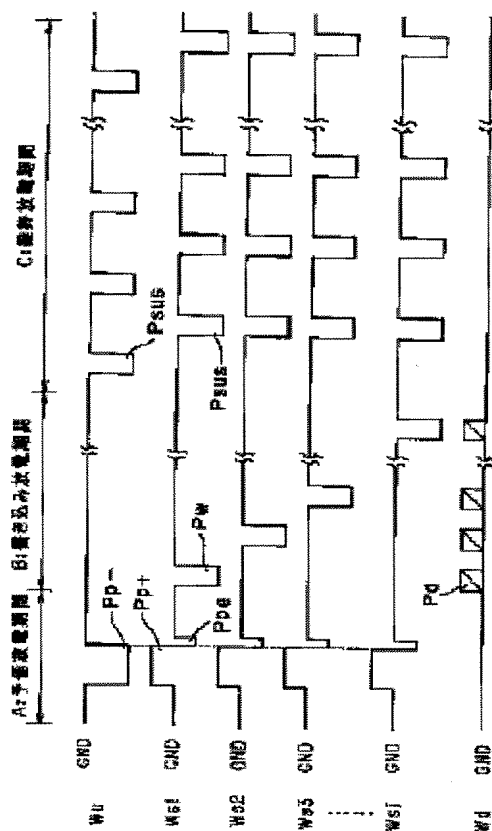 A:予備放電期間 B:書き込み放電期間 C:維持放電期間
Wu GND Pp- Psus
Ws1 GND Pp+ Ppe Pw Psus
Ws2 GND
Ws3 GND
Wsi GND
Wd GND Pd